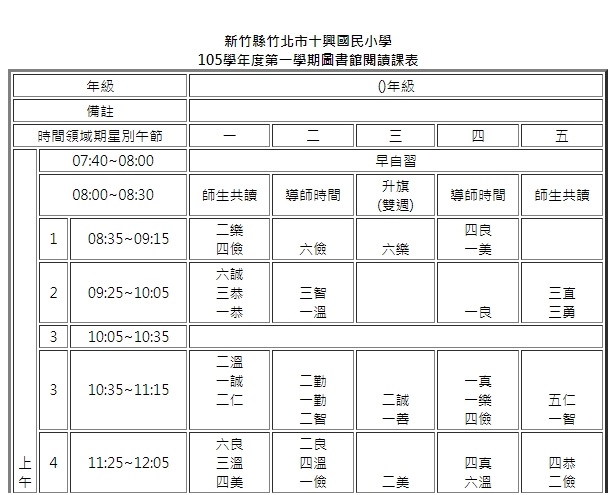 新竹縣竹北市十興國民小學
105學年度第一學期圖書館閱讀課表
年級 ()年級
備註
時間領域期星別午節 一 二 三 四 五
07:40~08:00 早自習
08:00~08:30 師生共讀 導師時間 升旗 導師時間 師生共讀
(雙週)
1 08:35~09:15 二樂 四良
四儉 六儉 六樂 一美
2 09:25~10:05 六誠
三恭 三智 三直
一恭 一溫 一良 三勇
3 10:05~10:35
3 10:35~11:15 二溫
一誠 二勤 一真
二仁 一勤 二誠 一樂 五仁
二智 一善 四儉 一智
上 4 11:25~12:05 六良 二良
午 三溫 四溫 四真 四恭
四美 一儉 二美 六溫 二儉